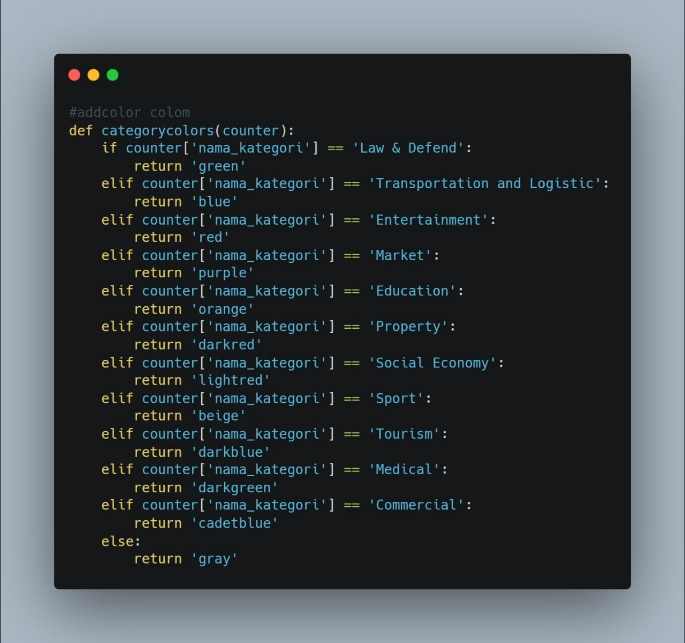 #addcolor colom
def categorycolors(counter):
    if counter['nama_kategori'] == 'Law & Defend':
        return 'green'
    elif counter['nama_kategori'] == 'Transportation and Logistic':
        return 'blue'
    elif counter['nama_kategori'] == 'Entertainment':
        return 'red'
    elif counter['nama_kategori'] == 'Market':
        return 'purple'
    elif counter['nama_kategori'] == 'Education':
        return 'orange'
    elif counter['nama_kategori'] == 'Property':
        return 'darkred'
    elif counter['nama_kategori'] == 'Social Economy':
        return 'lightred'
    elif counter['nama_kategori'] == 'Sport':
        return 'beige'
    elif counter['nama_kategori'] == 'Tourism':
        return 'darkblue'
    elif counter['nama_kategori'] == 'Medical':
        return 'darkgreen'
    elif counter['nama_kategori'] == 'Commercial':
        return 'cadetblue'
    else:
        return 'gray'